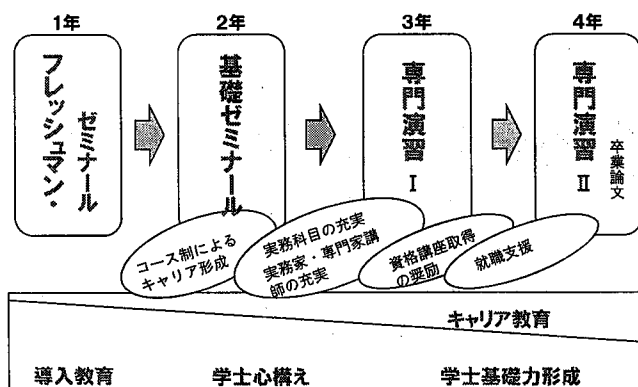 1年
2年
3年
4年
フレッシュマン・
ゼミナール
基礎ゼミナール
専門演習Ⅰ
専門演習Ⅱ
卒業論文
コース制による
キャリア形成
実務科目の充実
実務家・専門家講
師の充実
資格講座取得
の奨励
就職支援
キャリア教育
導入教育
学士心構え
学士基礎力形成